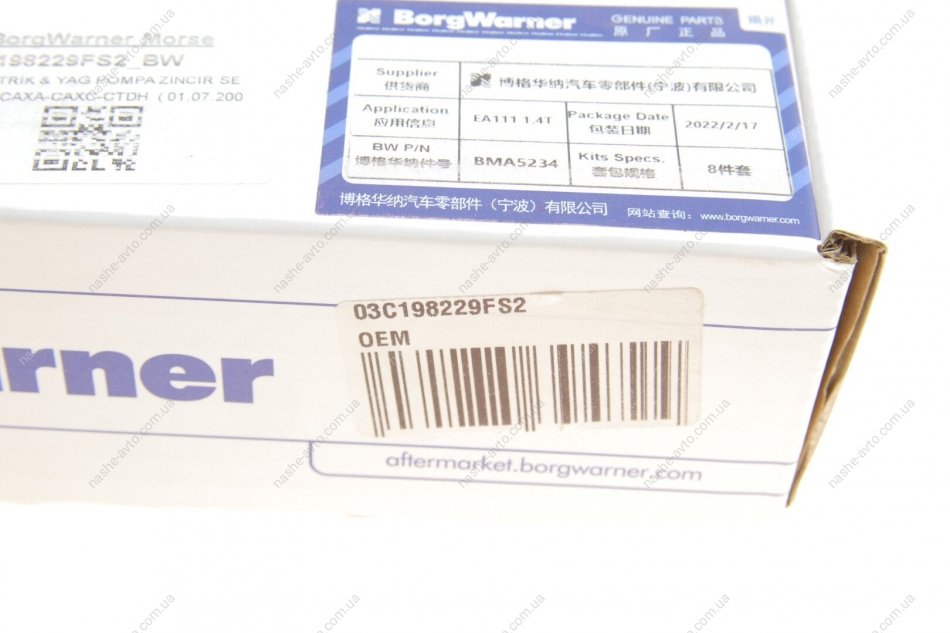 BorgWarner Morse
198229FS2_BW
TRIK & YAG POMPA ZINCIR SE
CAXA-CAXC-CTDH ( 01.07.200
BorgWarner
GENUINE PARTS
原厂正品
揭开
Supplier
供货商
博格华纳汽车零部件(宁波)有限公司
Application
应用信息
EA111 1.4T
Package Date
包装日期
2022/2/17
BW P/N
博格华纳件号
BMA5234
Kits Specs.
套包规格
8件套
博格华纳汽车零部件（宁波）有限公司
网站查询：www.borgwarner.com
03C198229FS2
OEM
arner
aftermarket.borgwarner.com
nashe-avto.com.ua